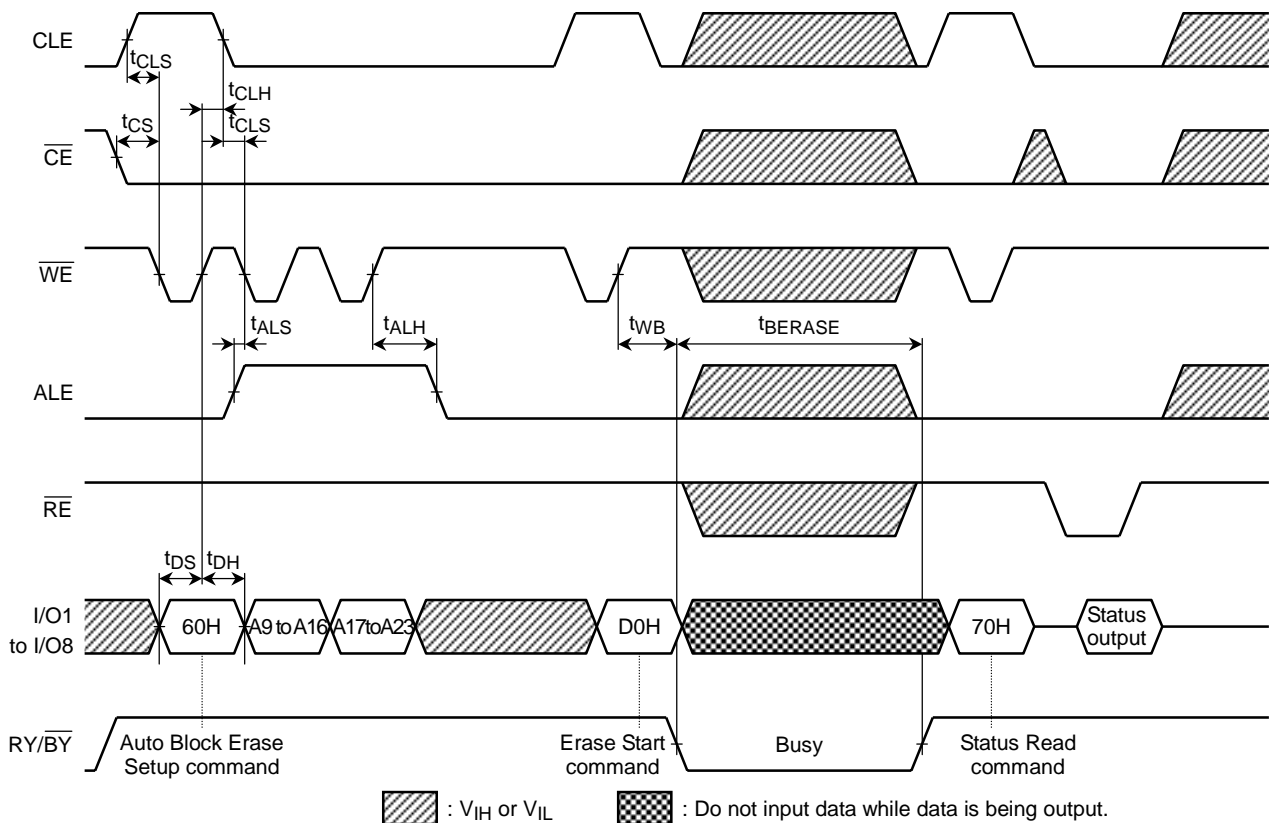 CLE
tCLS
tCLH
tCS
tCLS
CE
WE
tALS
tALH
tWB
tBERASE
ALE
RE
tDS
tDH
I/O1
to I/O8
60H
A9 to A16
A17 to A23
D0H
70H
Status
output
RY/BY
Auto Block Erase
Setup command
Erase Start
command
Busy
Status Read
command
: VIH or VIL
: Do not input data while data is being output.